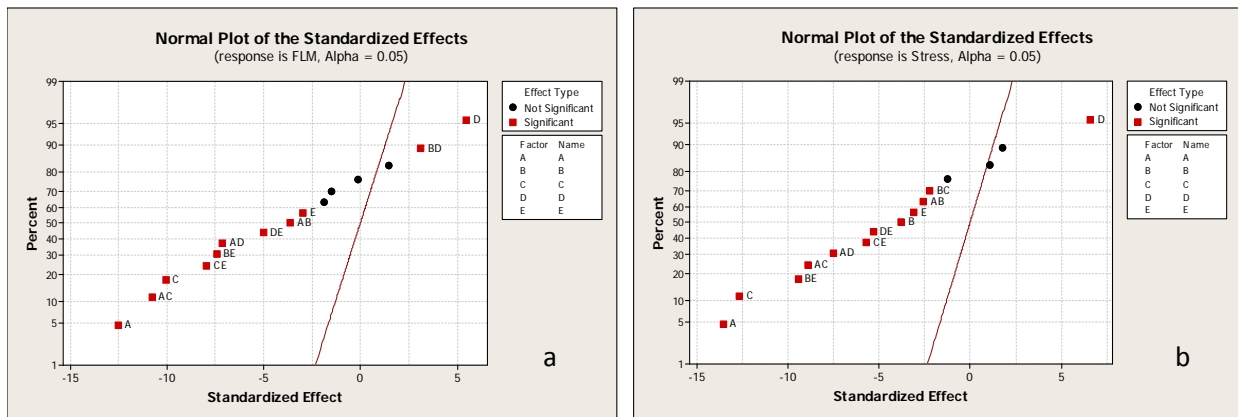 Normal Plot of the Standardized Effects
(response is FLM, Alpha = 0.05)
Percent
99
95
90
80
70
60
50
40
30
20
10
5
1
D
BD
E
AB
DE
AD
BE
CE
C
AC
A
-15 -10 -5 0 5
Standardized Effect
Effect Type
Not Significant
Significant
Factor Name
A A
B B
C C
D D
E E
a
Normal Plot of the Standardized Effects
(response is Stress, Alpha = 0.05)
Percent
99
95
90
80
70
60
50
40
30
20
10
5
1
D
BC
AB
E
B
DE
CE
AD
AC
BE
C
A
-15 -10 -5 0 5
Standardized Effect
Effect Type
Not Significant
Significant
Factor Name
A A
B B
C C
D D
E E
b